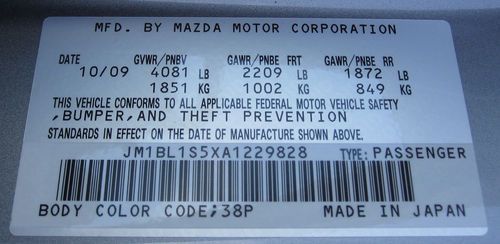 MFD. BY MAZDA MOTOR CORPORATION
DATE GVWR/PNBV GAWR/PNBE FRT GAWR/PNBE RR
10/09 4081 LB 2209 LB 1872 LB
1851 KG 1002 KG 849 KG
THIS VEHICLE CONFORMS TO ALL APPLICABLE FEDERAL MOTOR VEHICLE SAFETY
,BUMPER,AND THEFT PREVENTION
STANDARDS IN EFFECT ON THE DATE OF MANUFACTURE SHOWN ABOVE.
JM1BL1S5XA1229828 TYPE: PASSENGER
BODY COLOR CODE;38P MADE IN JAPAN